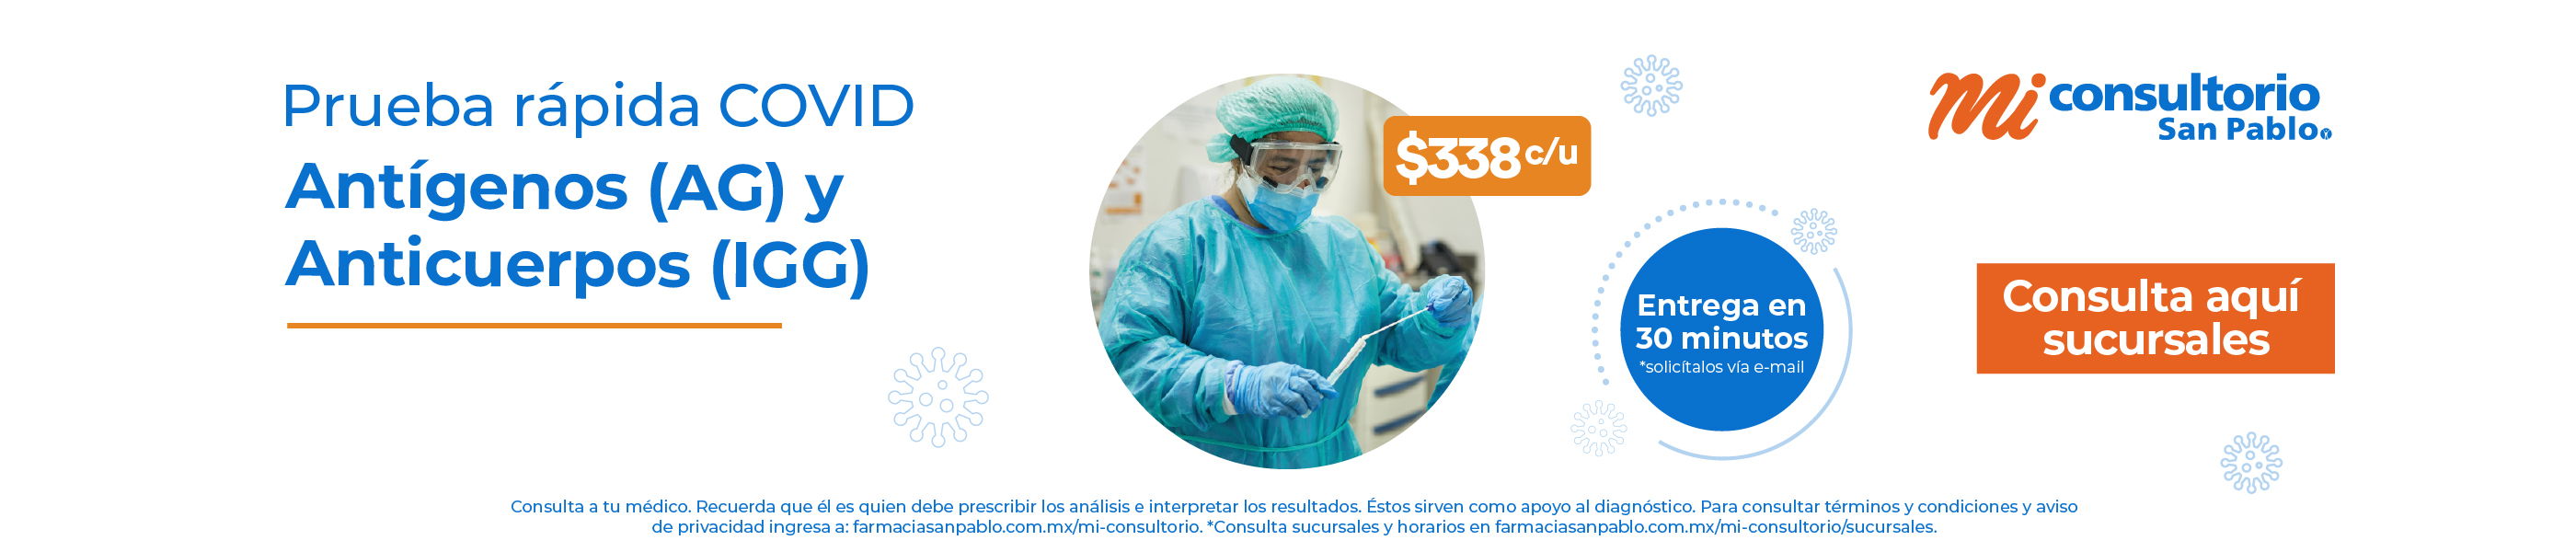 Prueba rápida COVID
Antígenos (AG) y
Anticuerpos (IGG)
$338 c/u
Entrega en
30 minutos
*solicítalos vía e-mail
Mi consultorio
San Pablo
Consulta aquí
sucursales
Consulta a tu médico. Recuerda que él es quien debe prescribir los análisis e interpretar los resultados. Éstos sirven como apoyo al diagnóstico. Para consultar términos y condiciones y aviso
de privacidad ingresa a: farmaciasanpablo.com.mx/mi-consultorio. *Consulta sucursales y horarios en farmaciasanpablo.com.mx/mi-consultorio/sucursales.